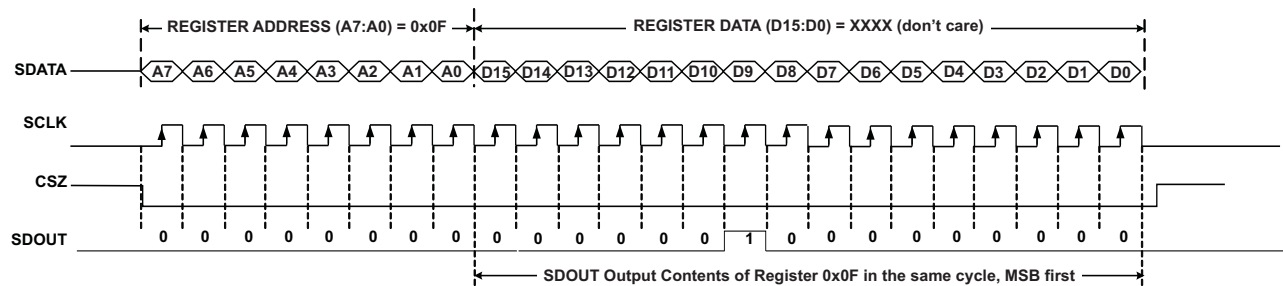 REGISTER ADDRESS (A7:A0) = 0x0F REGISTER DATA (D15:D0) = XXXX (don't care)
SDATA A7 A6 A5 A4 A3 A2 A1 A0 D15 D14 D13 D12 D11 D10 D9 D8 D7 D6 D5 D4 D3 D2 D1 D0
SCLK
CSZ
SDOUT 0 0 0 0 0 0 0 0 0 0 0 0 0 0 1 0 0 0 0 0 0 0 0 0
SDOUT Output Contents of Register 0x0F in the same cycle, MSB first